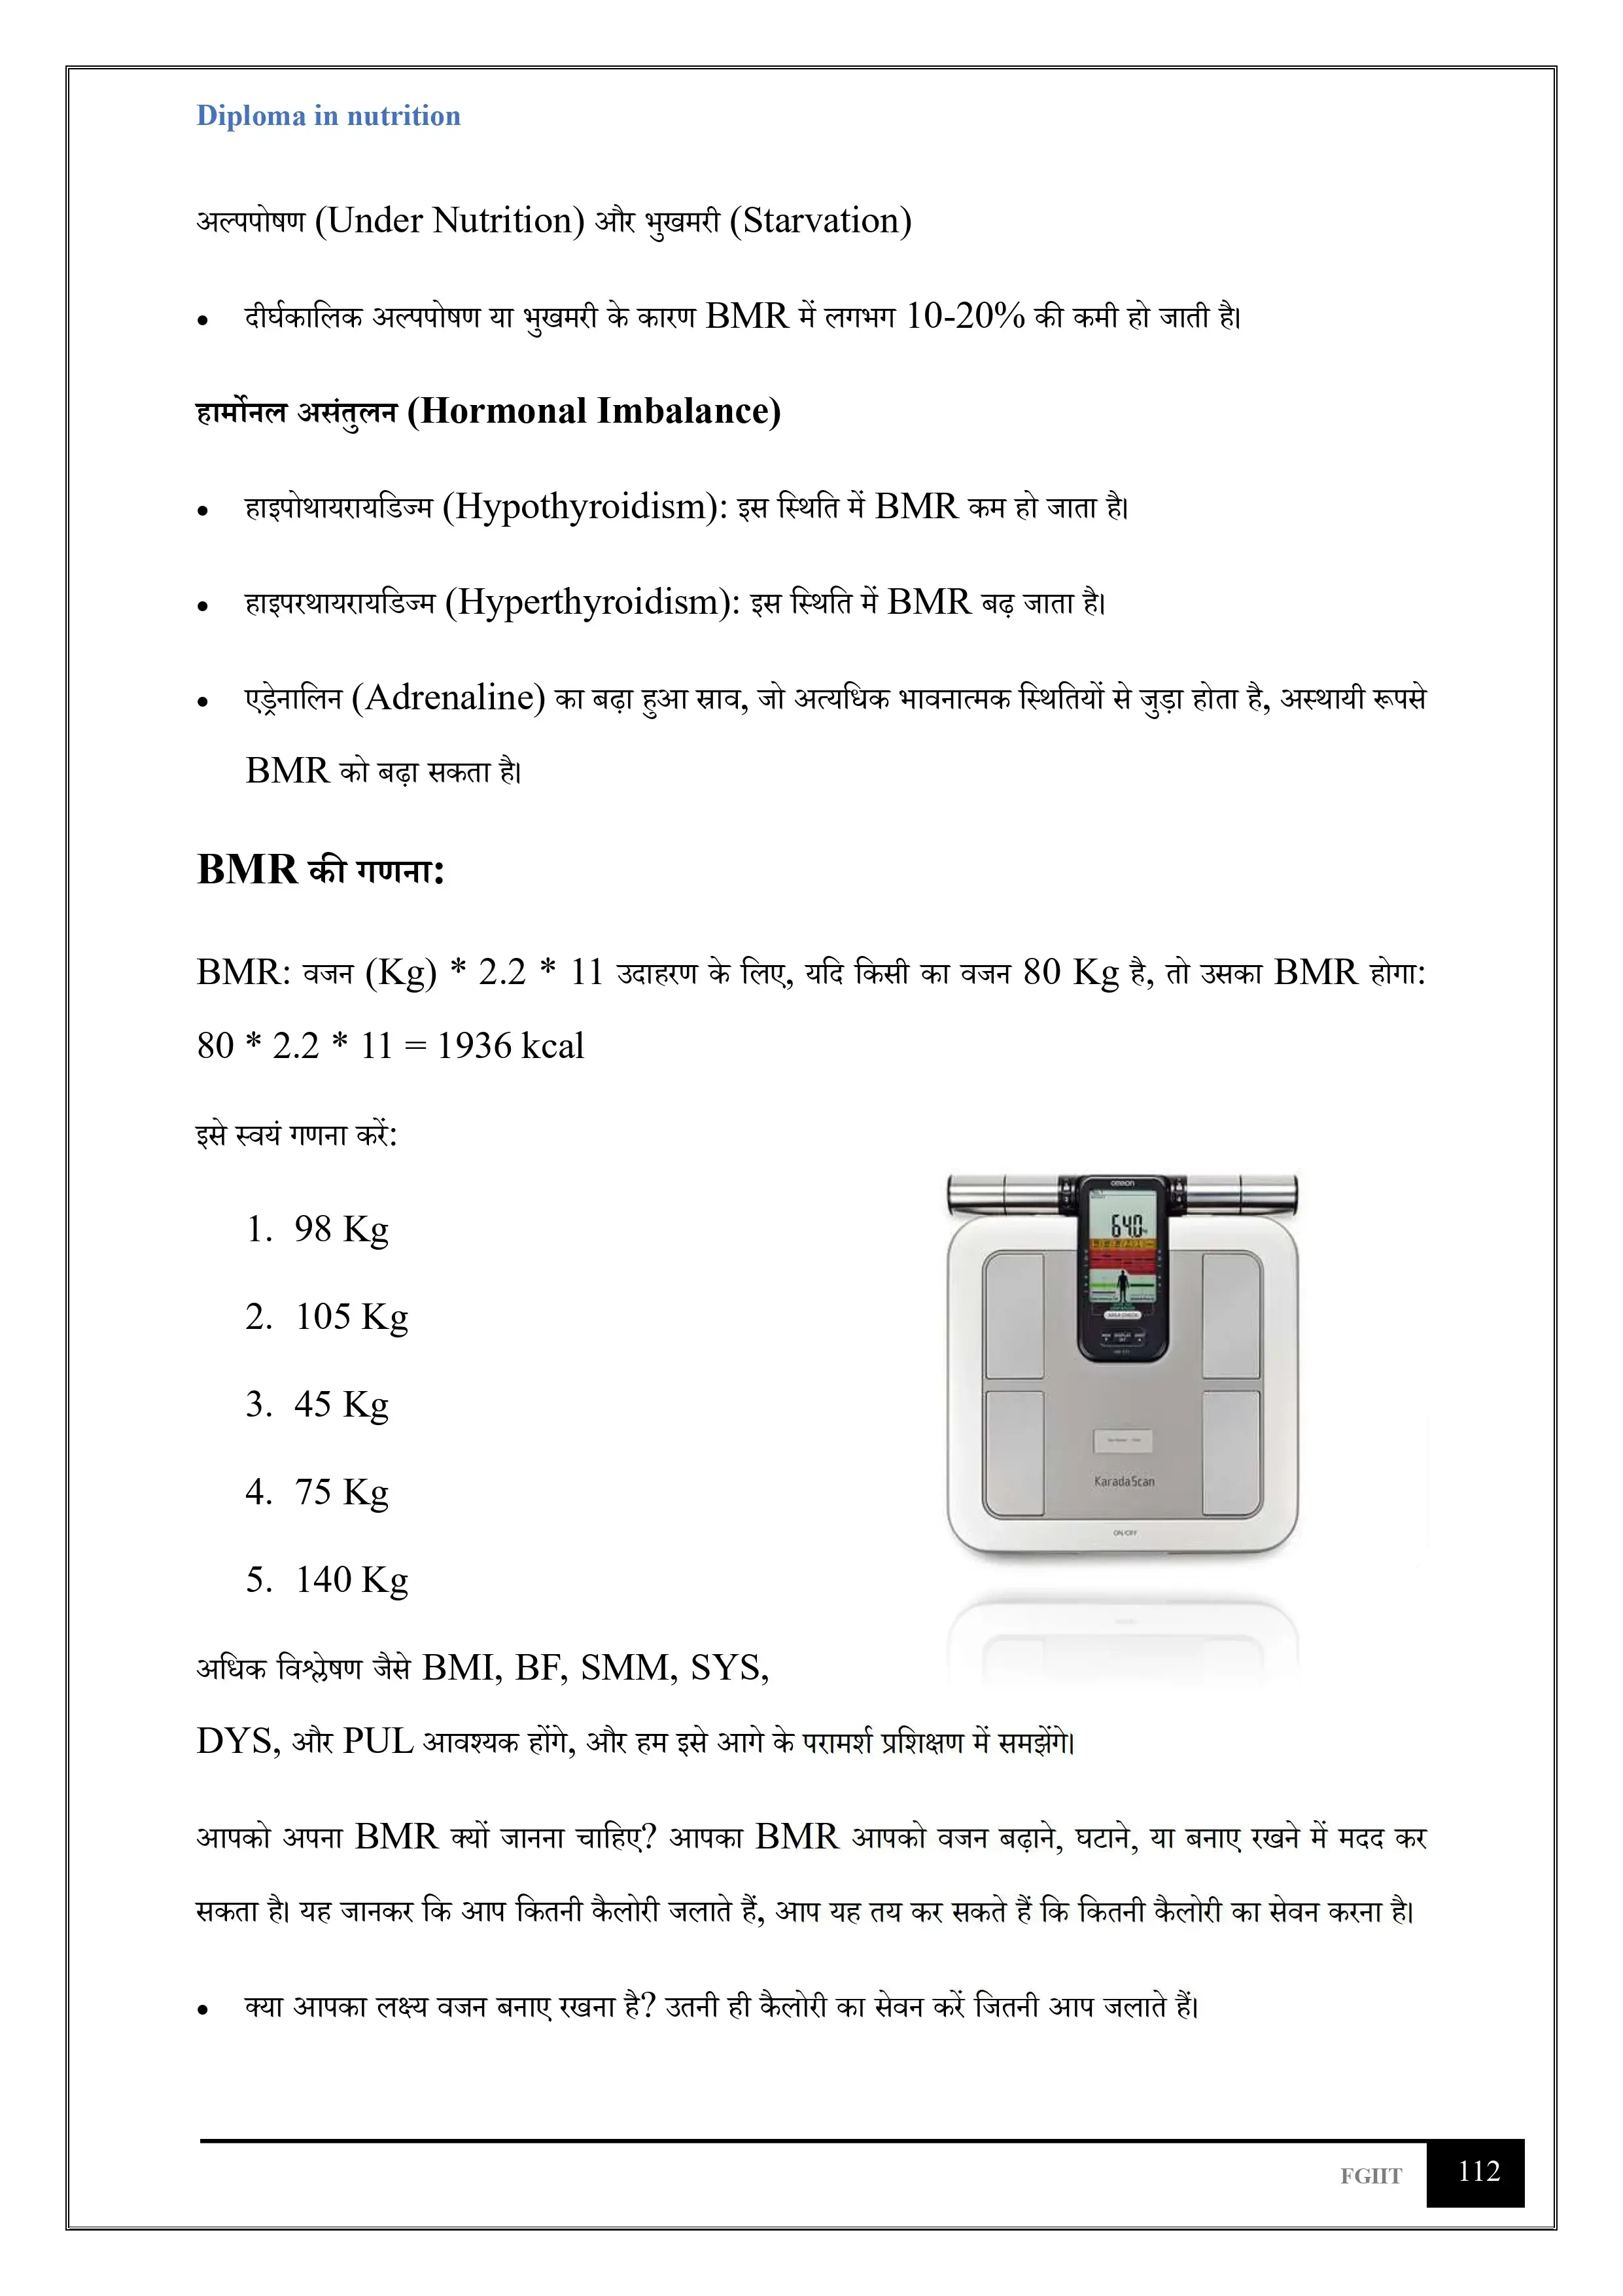 Diploma in nutrition
अल्पपोषण (Under Nutrition) और भुखमरी (Starvation)
• दीर्घकालिक अल्पपोषण या भुखमरी के कारण BMR में लगभग 10-20% की कमी हो जाती है।
हार्मोनल असंतुलन (Hormonal Imbalance)
• हाइपोथायरायडिज्म (Hypothyroidism): इस स्थिति में BMR कम हो जाता है।
• हाइपरथायरायडिज्म (Hyperthyroidism): इस स्थिति में BMR बढ़ जाता है।
• एड्रेनालिन (Adrenaline) का बढ़ा हुआ स्राव, जो अत्यधिक भावनात्मक स्थितियों से जुड़ा होता है, अस्थायी रूपसे
BMR को बढ़ा सकता है।
BMR की गणना:
BMR: वजन (Kg) * 2.2 * 11 उदाहरण के लिए, यदि किसी का वजन 80 Kg है, तो उसका BMR होगा:
80 * 2.2 * 11 = 1936 kcal
इसे स्वयं गणना करें:
1. 98 Kg
2. 105 Kg
3. 45 Kg
4. 75 Kg
5. 140 Kg
OMRON
64.0
KaradaScan
ON/OFF
अधिक विश्लेषण जैसे BMI, BF, SMM, SYS,
DYS, और PUL आवश्यक होंगे, और हम इसे आगे के परामर्श प्रशिक्षण में समझेंगे।
आपको अपना BMR क्यों जानना चाहिए? आपका BMR आपको वजन बढ़ाने, घटाने, या बनाए रखने में मदद कर
सकता है। यह जानकर कि आप कितनी कैलोरी जलाते हैं, आप यह तय कर सकते हैं कि कितनी कैलोरी का सेवन करना है।
• क्या आपका लक्ष्य वजन बनाए रखना है? उतनी ही कैलोरी का सेवन करें जितनी आप जलाते हैं।
FGIIT 112